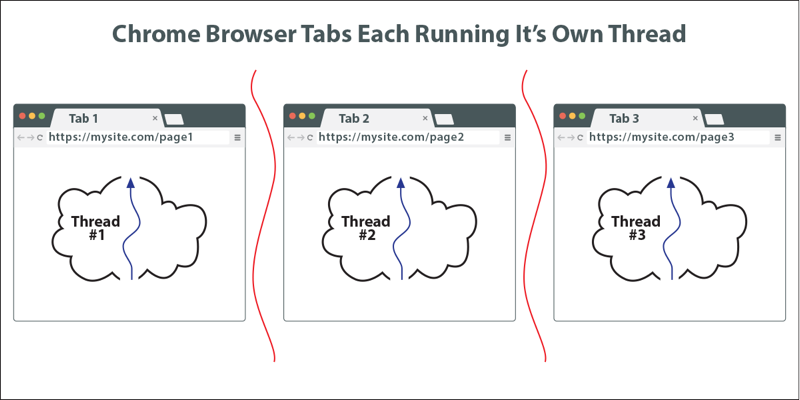 Chrome Browser Tabs Each Running It's Own Thread
Tab 1
https://mysite.com/page1
Thread
#1
Tab 2
https://mysite.com/page2
Thread
#2
Tab 3
https://mysite.com/page3
Thread
#3